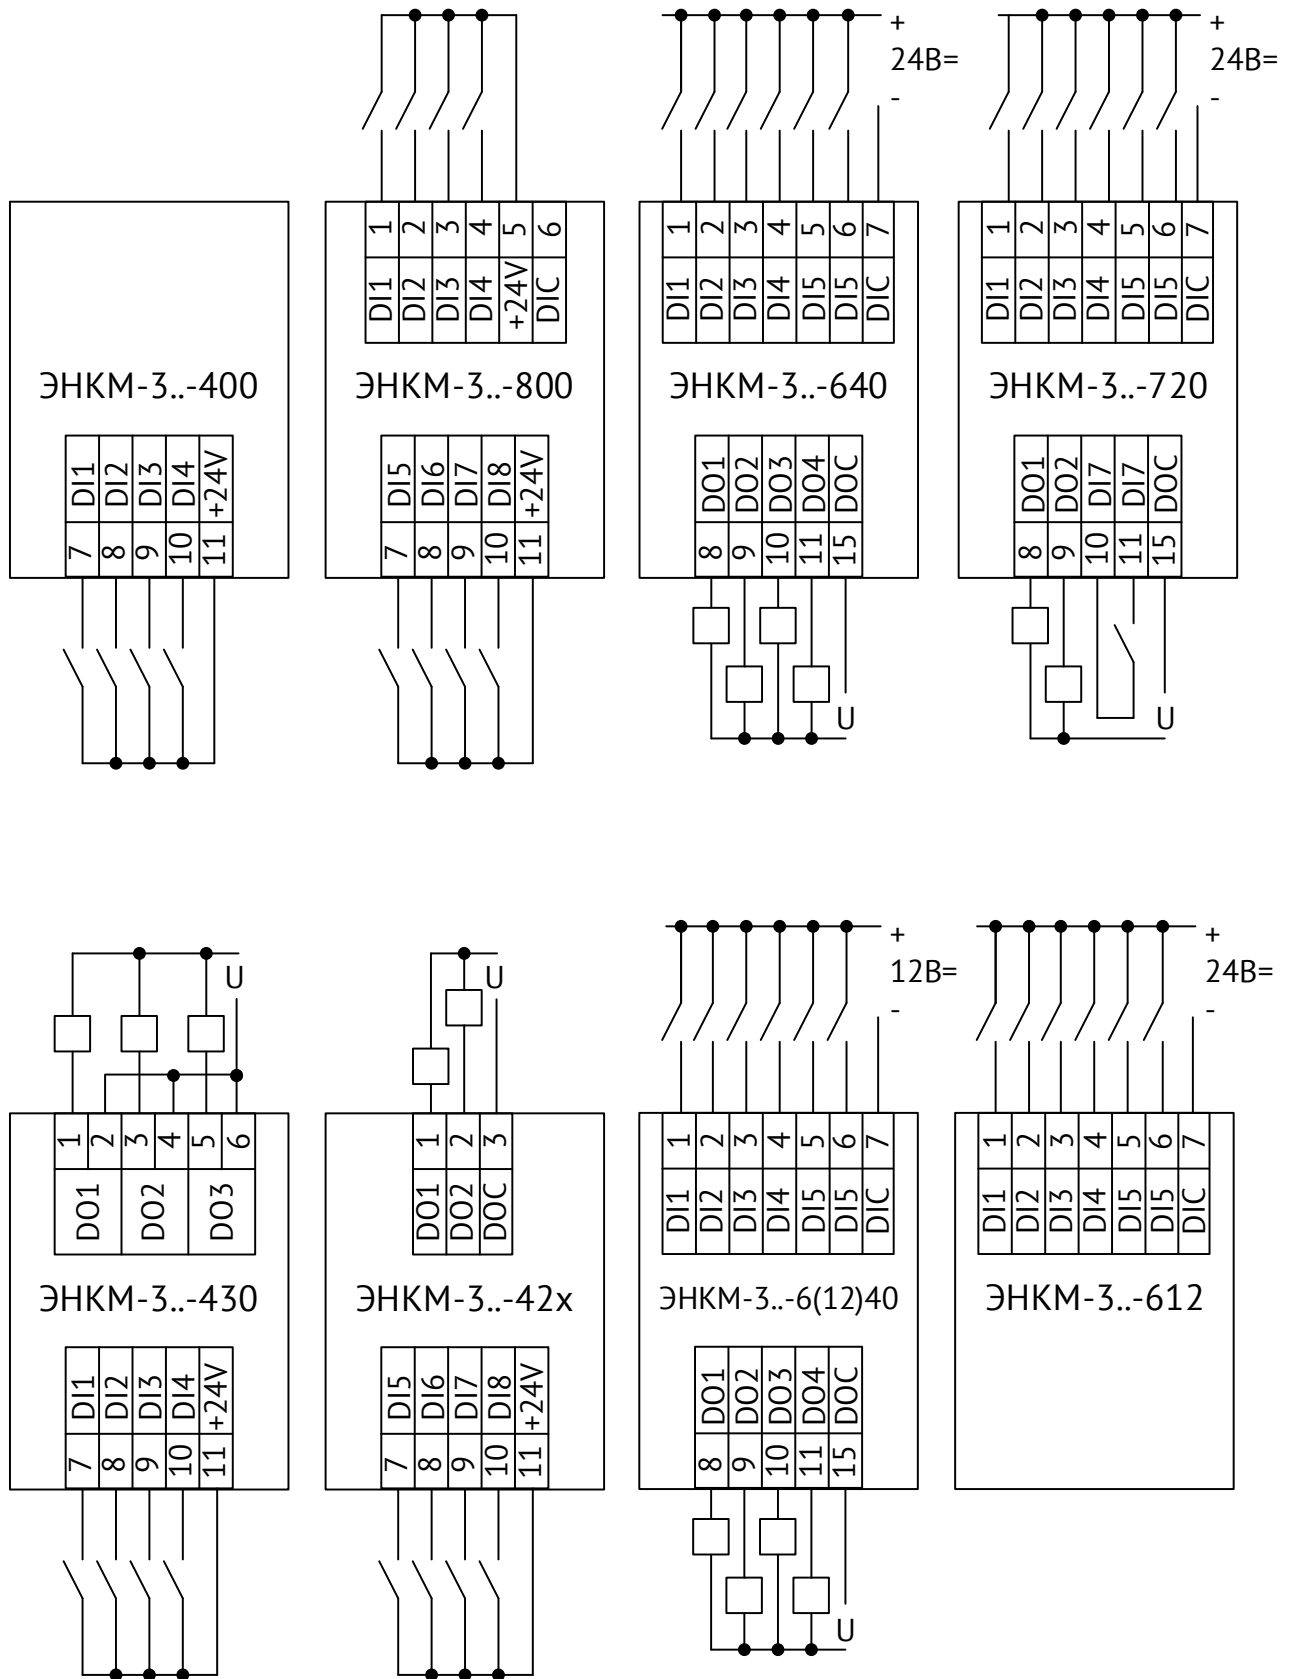 +
24В=
-
+
24В=
-
1 2 3 4 5 6
DI1 DI2 DI3 DI4 +24V DIC
1 2 3 4 5 6 7
DI1 DI2 DI3 DI4 DI5 DI5 DIC
1 2 3 4 5 6 7
DI1 DI2 DI3 DI4 DI5 DI5 DIC
ЭНКМ-3..-400
ЭНКМ-3..-800
ЭНКМ-3..-640
ЭНКМ-3..-720
DI1 DI2 DI3 DI4 +24V
7 8 9 10 11
DI5 DI6 DI7 DI8 +24V
7 8 9 10 11
DO1 DO2 DO3 DO4 DOC
8 9 10 11 15
DO1 DO2 DI7 DI7 DOC
8 9 10 11 15
U
U
U
U
+
12В=
-
+
24В=
-
1 2 3 4 5 6
DO1 DO2 DO3
1 2 3
DO1 DO2 DOC
1 2 3 4 5 6 7
DI1 DI2 DI3 DI4 DI5 DI5 DIC
1 2 3 4 5 6 7
DI1 DI2 DI3 DI4 DI5 DI5 DIC
ЭНКМ-3..-430
ЭНКМ-3..-42x
ЭНКМ-3..-6(12)40
ЭНКМ-3..-612
DI1 DI2 DI3 DI4 +24V
7 8 9 10 11
DI5 DI6 DI7 DI8 +24V
7 8 9 10 11
DO1 DO2 DO3 DO4 DOC
8 9 10 11 15
U